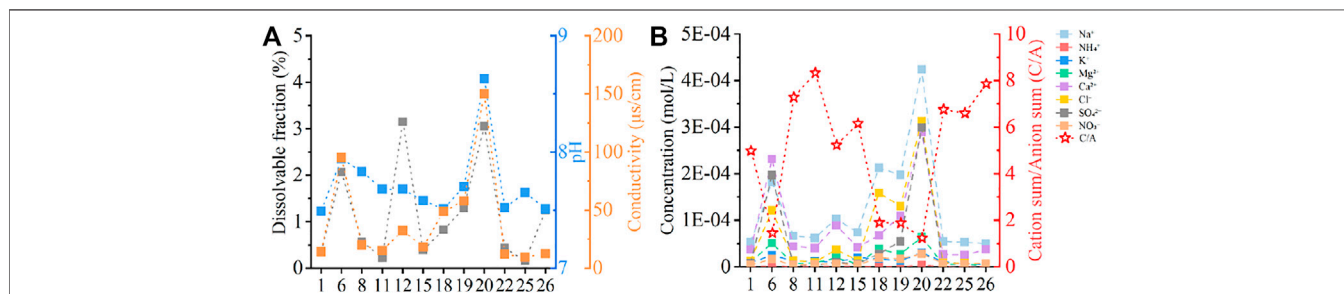 A
Dissolvable fraction (%)
5
4
3
2
1
0
9
8
7
pH
200
150
100
50
0
Conductivity (μs/cm)
1 6 8 11 12 15 18 19 20 22 25 26
B
Concentration (mol/L)
5E-04
4E-04
3E-04
2E-04
1E-04
0
10
8
6
4
2
0
Cation sum/Anion sum (C/A)
1 6 8 11 12 15 18 19 20 22 25 26
Na⁺
NH₄⁺
K⁺
Mg²⁺
Ca²⁺
Cl⁻
SO₄²⁻
NO₃⁻
C/A